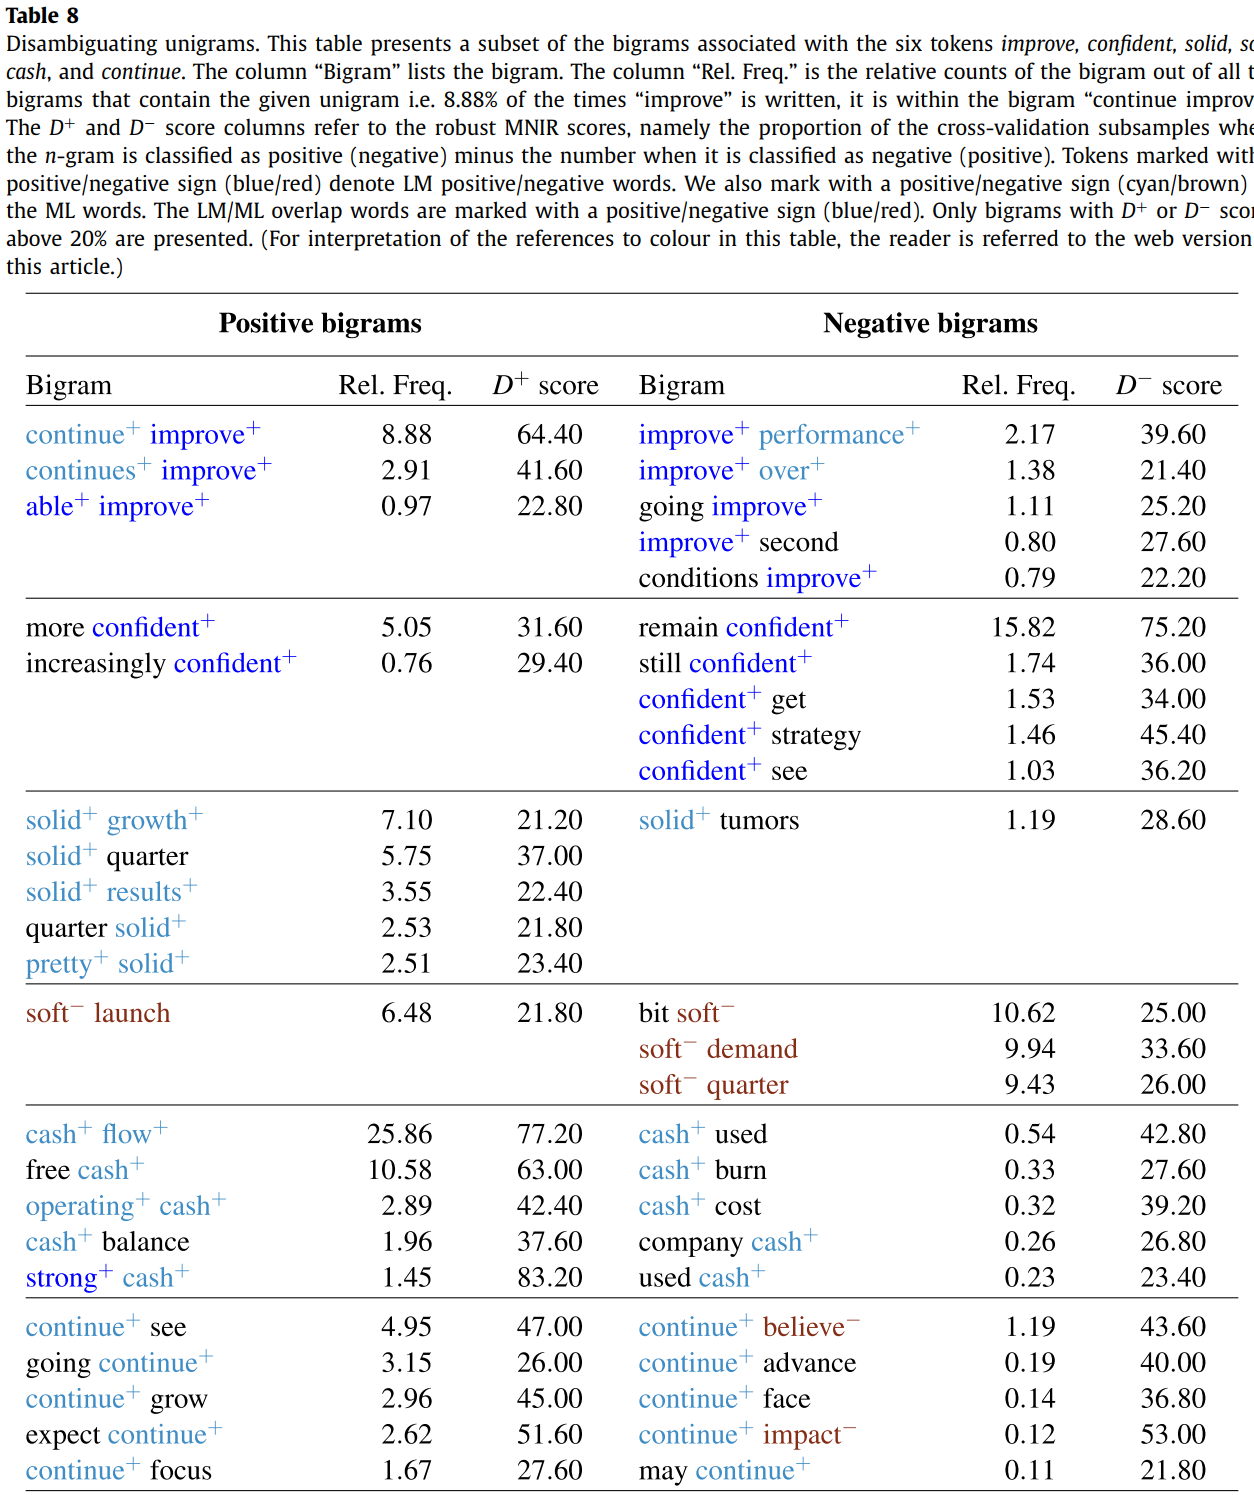 Table 8
Disambiguating unigrams. This table presents a subset of the bigrams associated with the six tokens improve, confident, solid,
cash, and continue. The column “Bigram” lists the bigram. The column “Rel. Freq.” is the relative counts of the bigram out of all
bigrams that contain the given unigram i.e. 8.88% of the times “improve” is written, it is within the bigram “continue
The D⁺ and D⁻ score columns refer to the robust MNIR scores, namely the proportion of the cross-validation subsamples
the n-gram is classified as positive (negative) minus the number when it is classified as negative (positive). Tokens marked
positive/negative sign (blue/red) denote LM positive/negative words. We also mark with a positive/negative sign (cyan/brown)
the ML words. The LM/ML overlap words are marked with a positive/negative sign (blue/red). Only bigrams with D⁺ or D⁻
above 20% are presented. (For interpretation of the references to colour in this table, the reader is referred to the web version
this article.)
Positive bigrams Negative bigrams
Bigram Rel. Freq. D⁺ score Bigram Rel. Freq. D⁻ score
continue⁺ improve⁺ 8.88 64.40 improve⁺ performance⁺ 2.17 39.60
continues⁺ improve⁺ 2.91 41.60 improve⁺ over⁺ 1.38 21.40
able⁺ improve⁺ 0.97 22.80 going improve⁺ 1.11 25.20
improve⁺ second 0.80 27.60
conditions improve⁺ 0.79 22.20
more confident⁺ 5.05 31.60 remain confident⁺ 15.82 75.20
increasingly confident⁺ 0.76 29.40 still confident⁺ 1.74 36.00
confident⁺ get 1.53 34.00
confident⁺ strategy 1.46 45.40
confident⁺ see 1.03 36.20
solid⁺ growth⁺ 7.10 21.20 solid⁺ tumors 1.19 28.60
solid⁺ quarter 5.75 37.00
solid⁺ results⁺ 3.55 22.40
quarter solid⁺ 2.53 21.80
pretty⁺ solid⁺ 2.51 23.40
soft⁻ launch 6.48 21.80 bit soft⁻ 10.62 25.00
soft⁻ demand 9.94 33.60
soft⁻ quarter 9.43 26.00
cash⁺ flow⁺ 25.86 77.20 cash⁺ used 0.54 42.80
free cash⁺ 10.58 63.00 cash⁺ burn 0.33 27.60
operating⁺ cash⁺ 2.89 42.40 cash⁺ cost 0.32 39.20
cash⁺ balance 1.96 37.60 company cash⁺ 0.26 26.80
strong⁺ cash⁺ 1.45 83.20 used cash⁺ 0.23 23.40
continue⁺ see 4.95 47.00 continue⁺ believe⁻ 1.19 43.60
going continue⁺ 3.15 26.00 continue⁺ advance 0.19 40.00
continue⁺ grow 2.96 45.00 continue⁺ face 0.14 36.80
expect continue⁺ 2.62 51.60 continue⁺ impact⁻ 0.12 53.00
continue⁺ focus 1.67 27.60 may continue⁺ 0.11 21.80